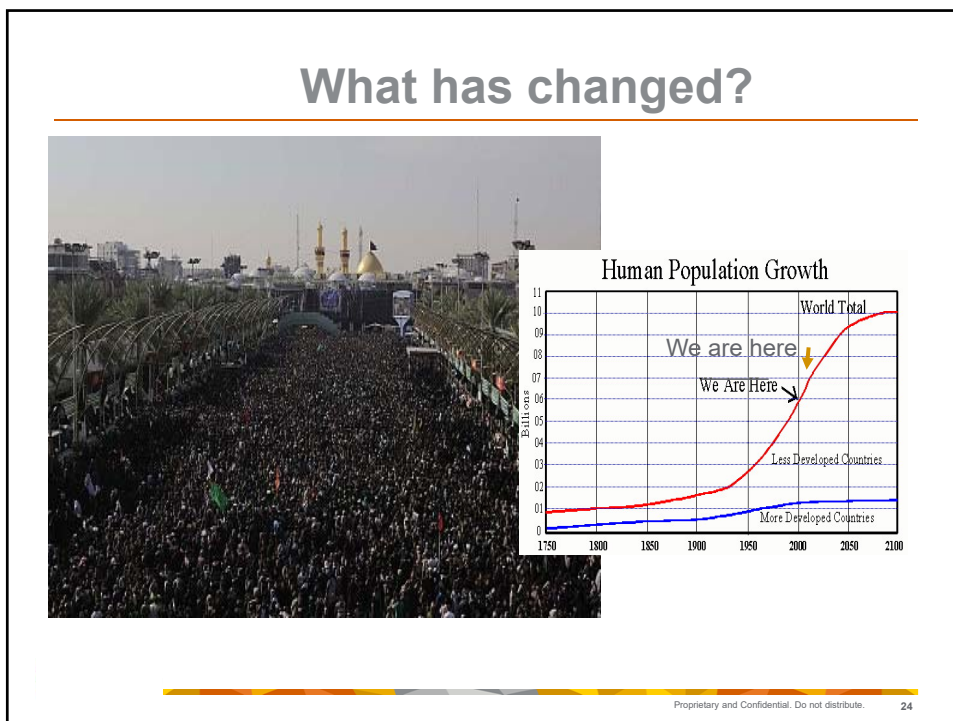 What has changed?
Human Population Growth
11
10
09
08
07
06
05
04
03
02
01
0
Billions
World Total
We are here
We Are Here
Less Developed Countries
More Developed Countries
1750 1800 1850 1900 1950 2000 2050 2100
Proprietary and Confidential. Do not distribute. 24